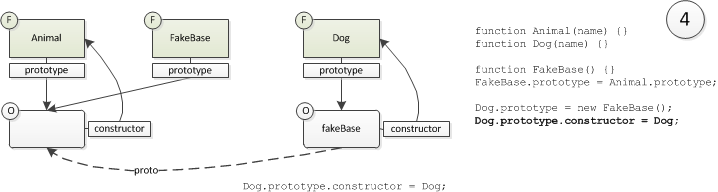 F
F
F
4
Animal
FakeBase
Dog
function Animal(name) {}
function Dog(name) {}
prototype
prototype
prototype
function FakeBase() {}
FakeBase.prototype = Animal.prototype;
O
O
Dog.prototype = new FakeBase();
Dog.prototype.constructor = Dog;
constructor
fakeBase
constructor
proto
Dog.prototype.constructor = Dog;